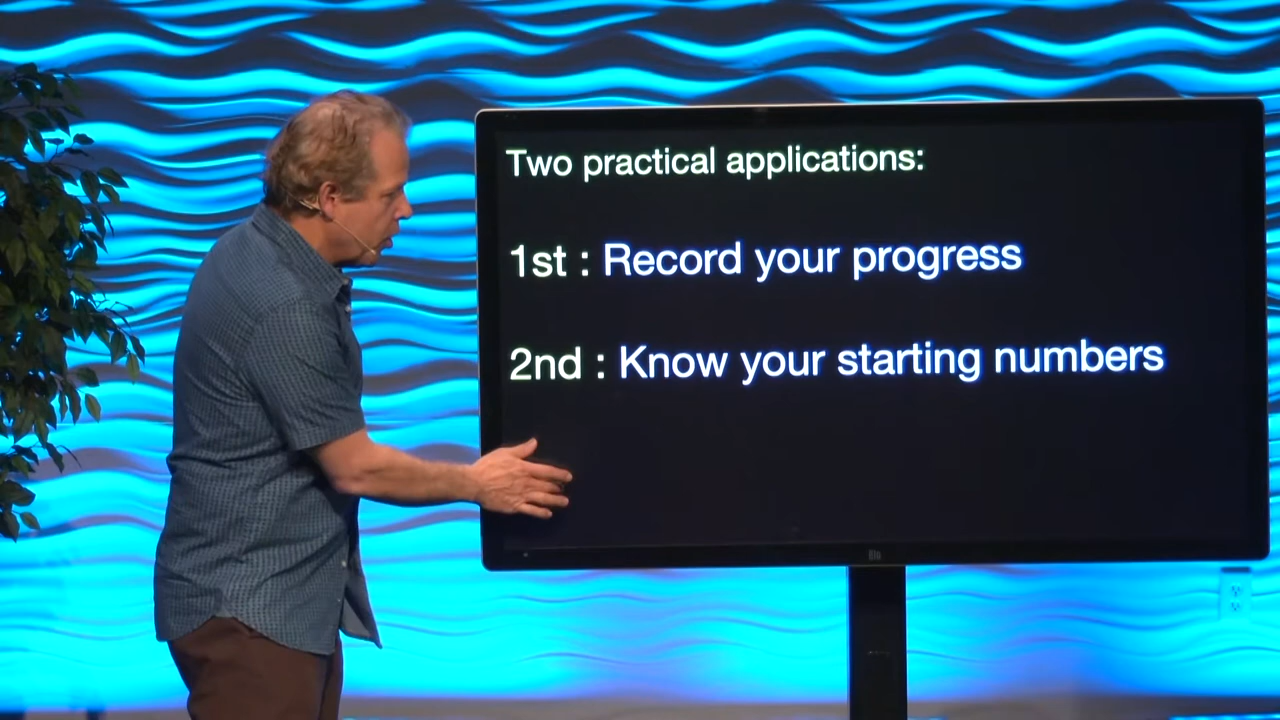 Two practical applications:
1st : Record your progress
2nd : Know your starting numbers